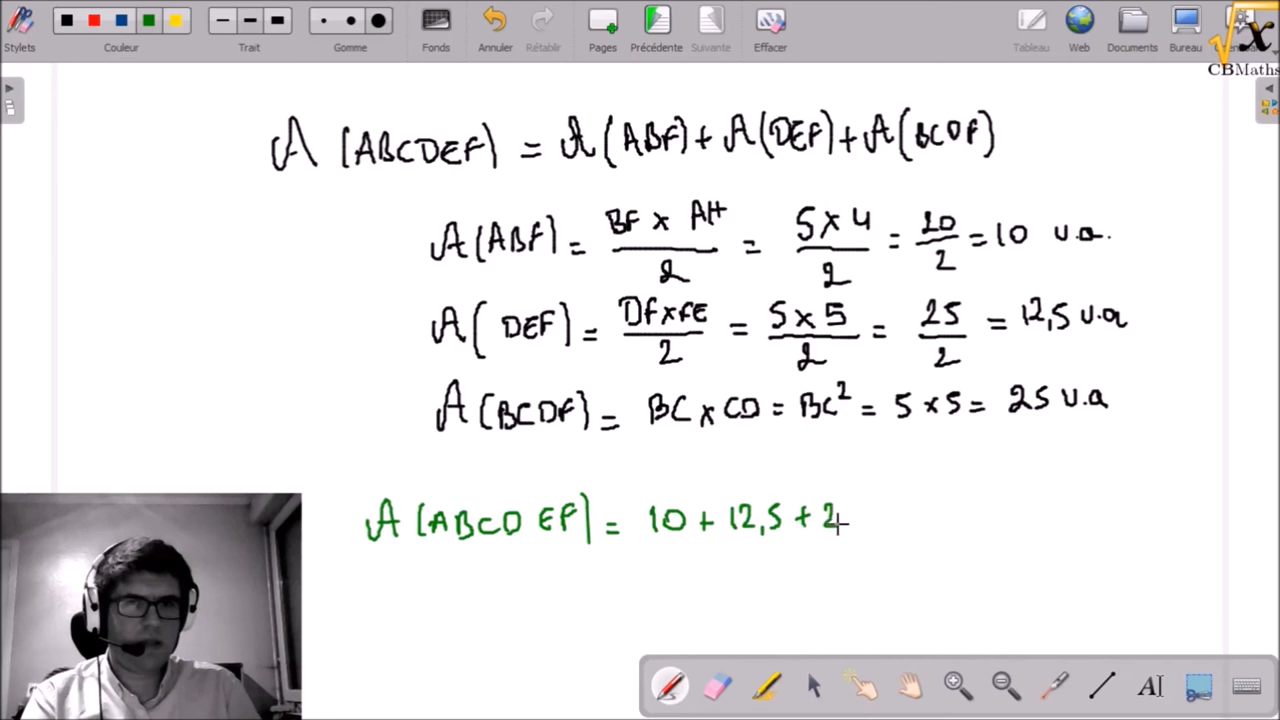 Stylets Couleur Trait Gomme Fonds Annuler Rétablir Pages Précédente Suivante Effacer Tableau Web Documents Bureau
√x
CBMaths
A (ABCDEF) = A(ABF) + A(DEF) + A(BCDF)
A(ABF) = BF x AH / 2 = 5 x 4 / 2 = 20 / 2 = 10 u.a.
A( DEF) = DF x FE / 2 = 5 x 5 / 2 = 25 / 2 = 12,5 u.a
A(BCDF) = BC x CD = BC² = 5 x 5 = 25 u.a
A(ABCDEF) = 10 + 12,5 + 2
AI